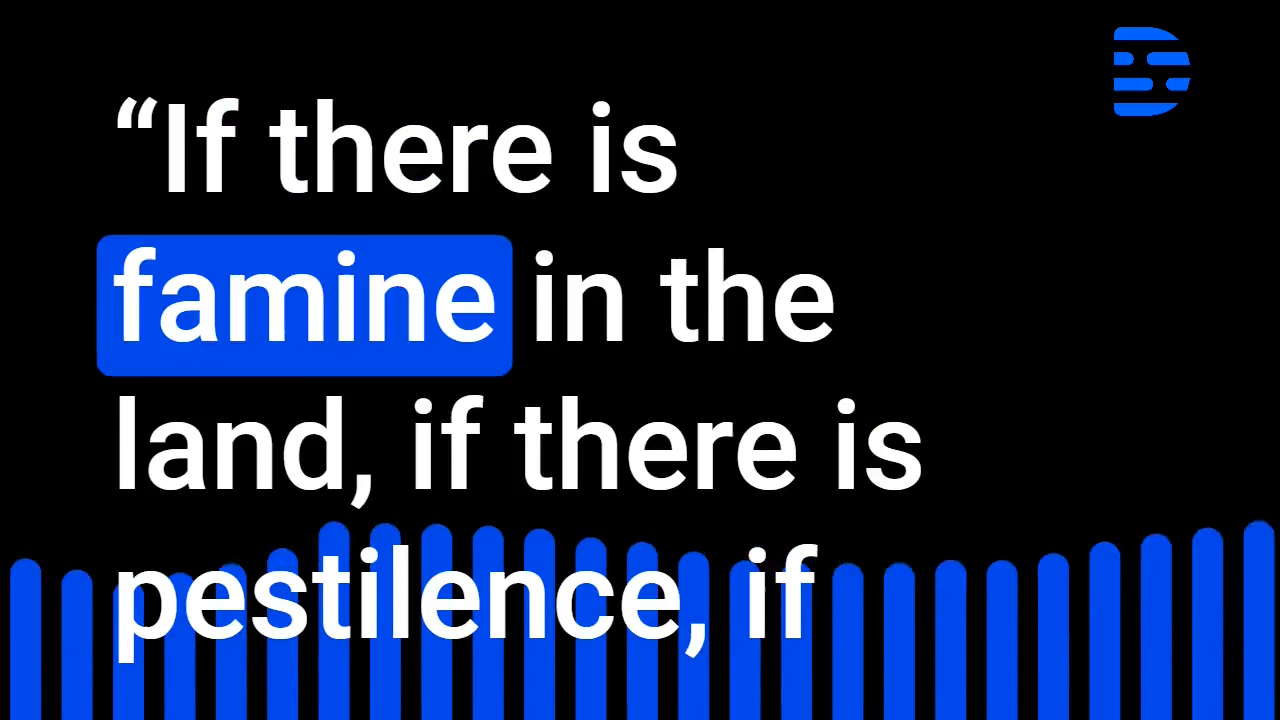 “If there is
famine in the
land, if there is
pestilence, if